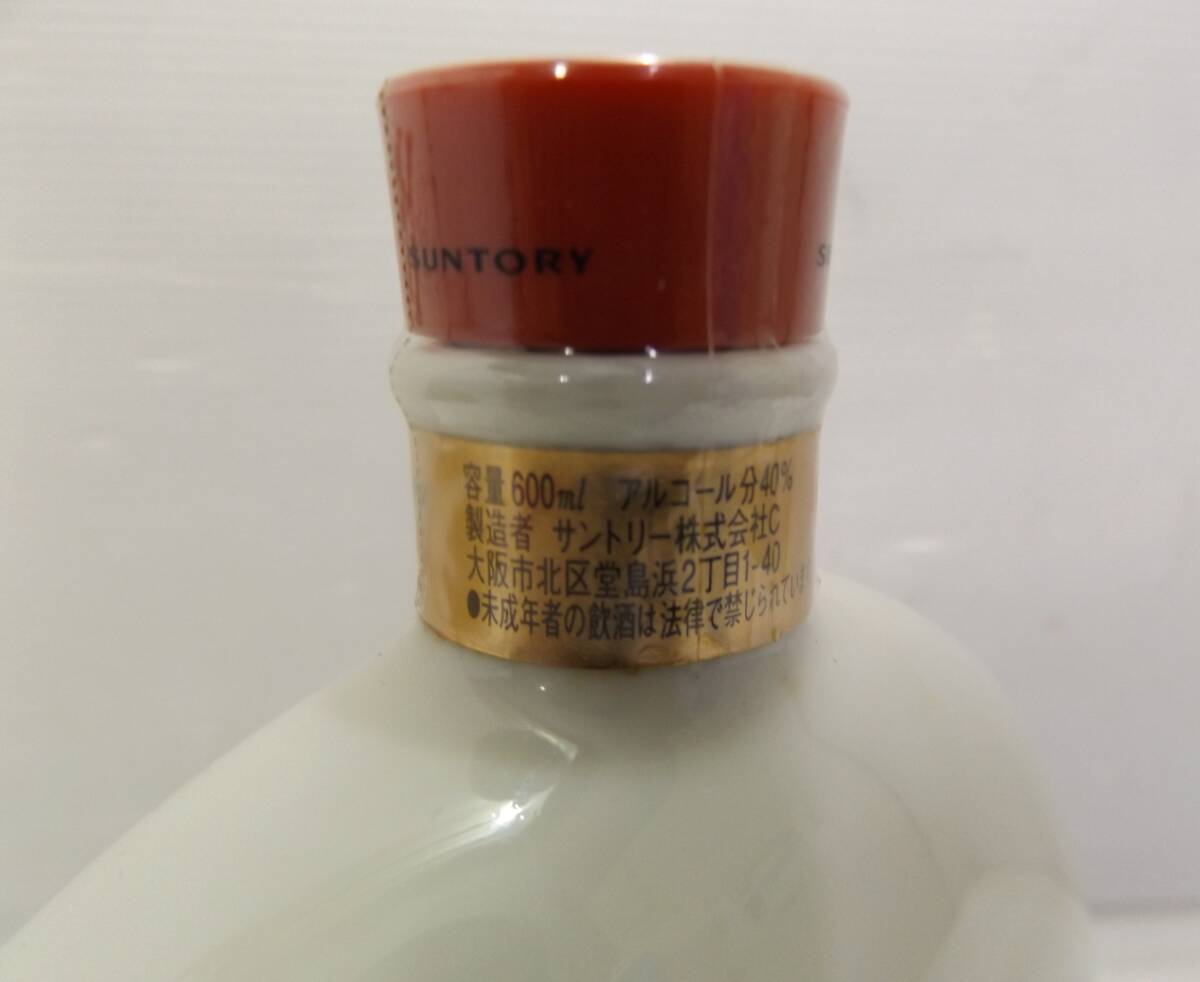 SUNTORY
容量600ml アルコール分40%
製造者 サントリー株式会社C
大阪市北区堂島浜2丁目1-40
●未成年者の飲酒は法律で禁じられていま